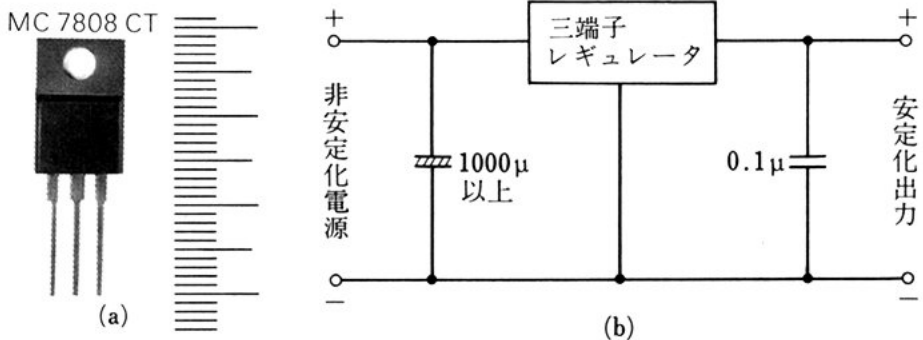 MC 7808 CT
(a)
+
三端子
レギュレータ
+
非安定化電源
1000μ
以上
0.1μ
安定化出力
−
−
(b)